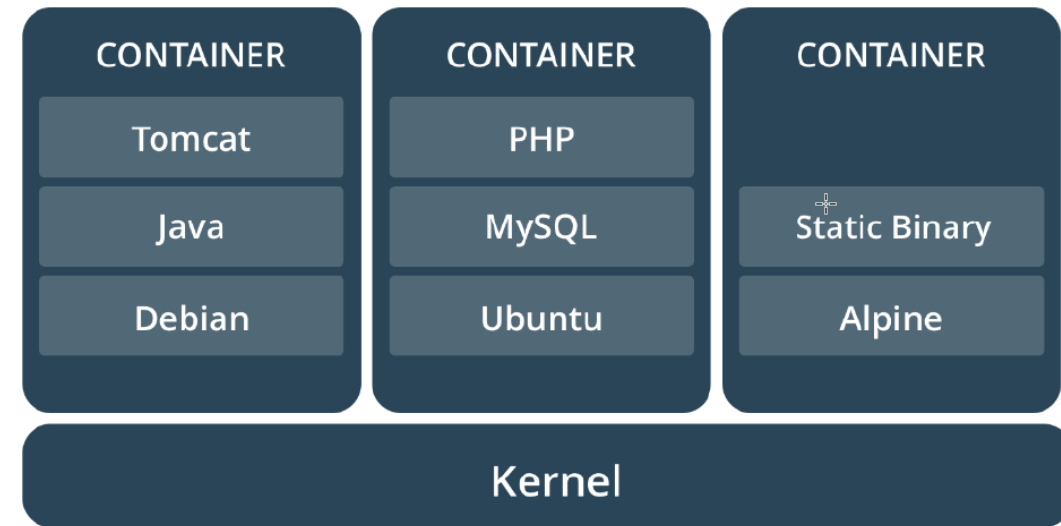 CONTAINER
Tomcat
Java
Debian
CONTAINER
PHP
MySQL
Ubuntu
CONTAINER
Static Binary
Alpine
Kernel